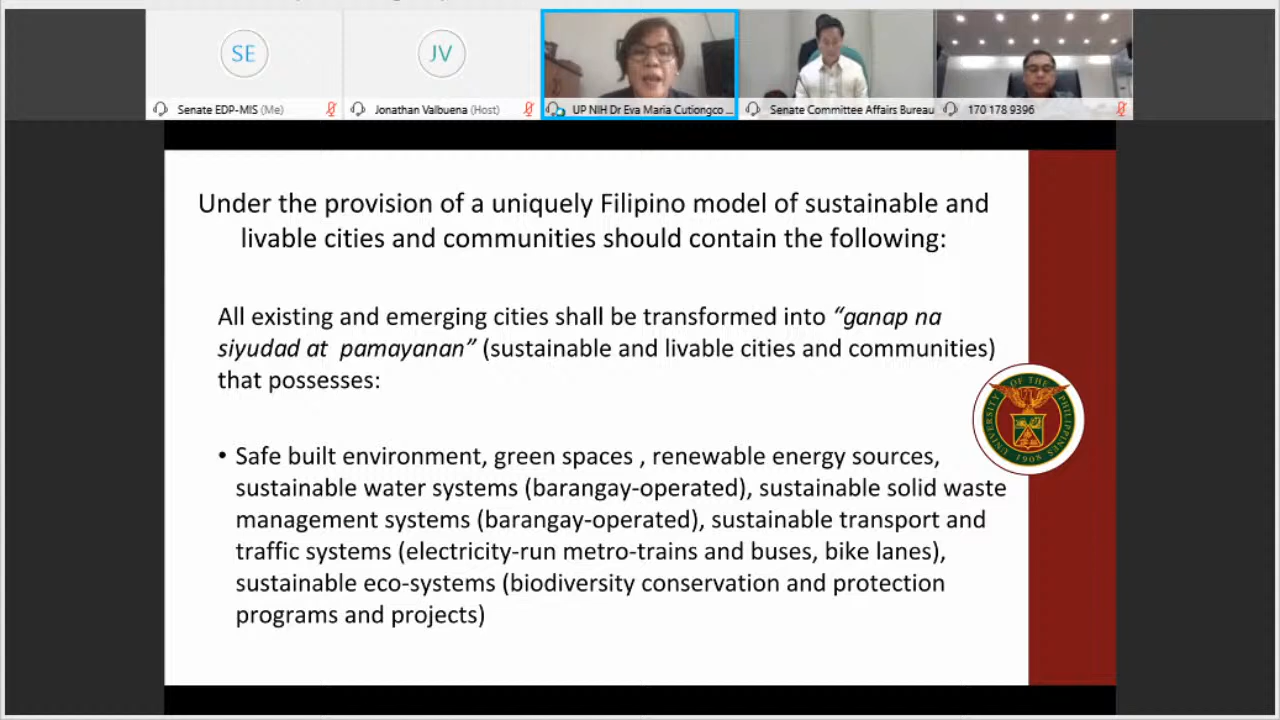 SE
JV
Senate EDP-MIS (Me)
Jonathan Valbuena (Host)
UP NIH Dr Eva Maria Cutiongco ...
Senate Committee Affairs Bureau
170 178 9396
Under the provision of a uniquely Filipino model of sustainable and
livable cities and communities should contain the following:
All existing and emerging cities shall be transformed into “ganap na
siyudad at pamayanan” (sustainable and livable cities and communities)
that possesses:
• Safe built environment, green spaces , renewable energy sources,
sustainable water systems (barangay-operated), sustainable solid waste
management systems (barangay-operated), sustainable transport and
traffic systems (electricity-run metro-trains and buses, bike lanes),
sustainable eco-systems (biodiversity conservation and protection
programs and projects)
UNIVERSITY OF THE PHILIPPINES
1908